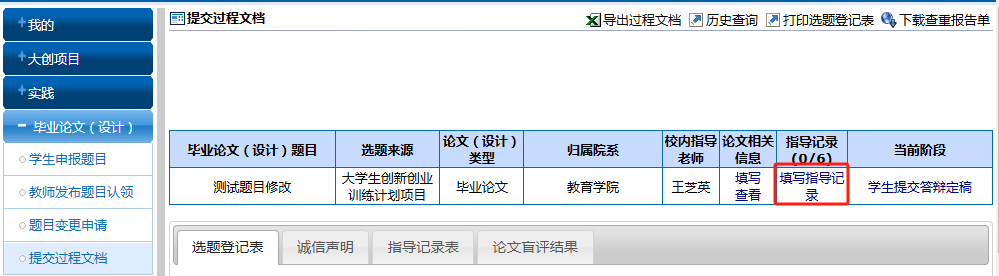 我的
大创项目
实践
毕业论文（设计）
学生申报题目
教师发布题目认领
题目变更申请
提交过程文档
提交过程文档
导出过程文档 历史查询 打印选题登记表 下载查重报告单
毕业论文（设计）题目 选题来源 论文（设计）类型 归属院系 校内指导老师 论文相关信息 指导记录(0/6) 当前阶段
测试题目修改 大学生创新创业训练计划项目 毕业论文 教育学院 王芝英 填写 查看 填写指导记录 学生提交答辩定稿
选题登记表 诚信声明 指导记录表 论文盲评结果